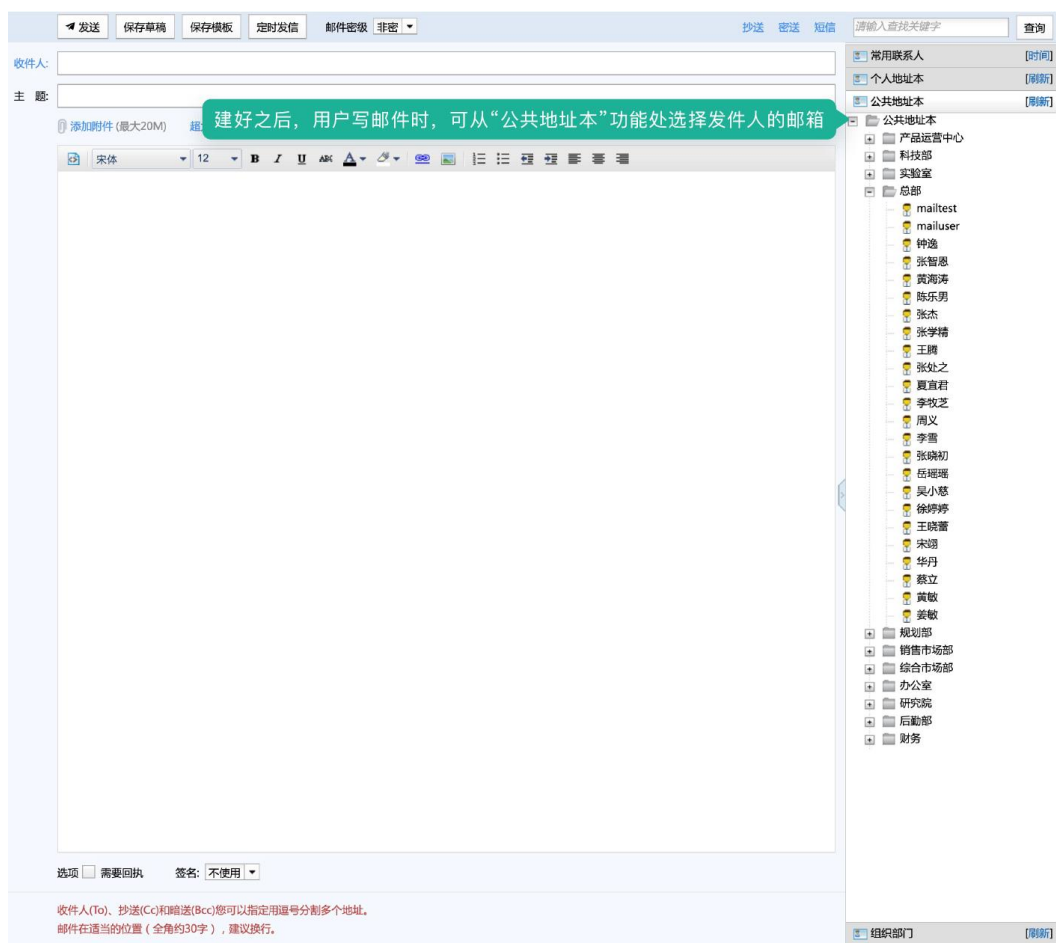 发送 保存草稿 保存模板 定时发信 邮件密级 非密 抄送 密送 短信
收件人:
主 题:
建好之后，用户写邮件时，可从“公共地址本”功能处选择发件人的邮箱
添加附件 (最大20M)
宋体 12 B I U ABC A
选项 需要回执 签名: 不使用
收件人(To)、抄送(Cc)和暗送(Bcc)您可以指定用逗号分割多个地址。
邮件在适当的位置（全角约30字），建议换行。
请输入查找关键字 查询
常用联系人 [时间]
个人地址本 [刷新]
公共地址本 [刷新]
公共地址本
产品运营中心
科技部
实验室
总部
mailtest
mailuser
钟逸
张智恩
黄海涛
陈乐男
张杰
张学精
王腾
张处之
夏宜君
李牧芝
周义
李雪
张晓初
岳瑶瑶
吴小慈
徐婷婷
王晓蕾
宋翊
华丹
蔡立
黄敏
姜敏
规划部
销售市场部
综合市场部
办公室
研究院
后勤部
财务
组织部门 [刷新]